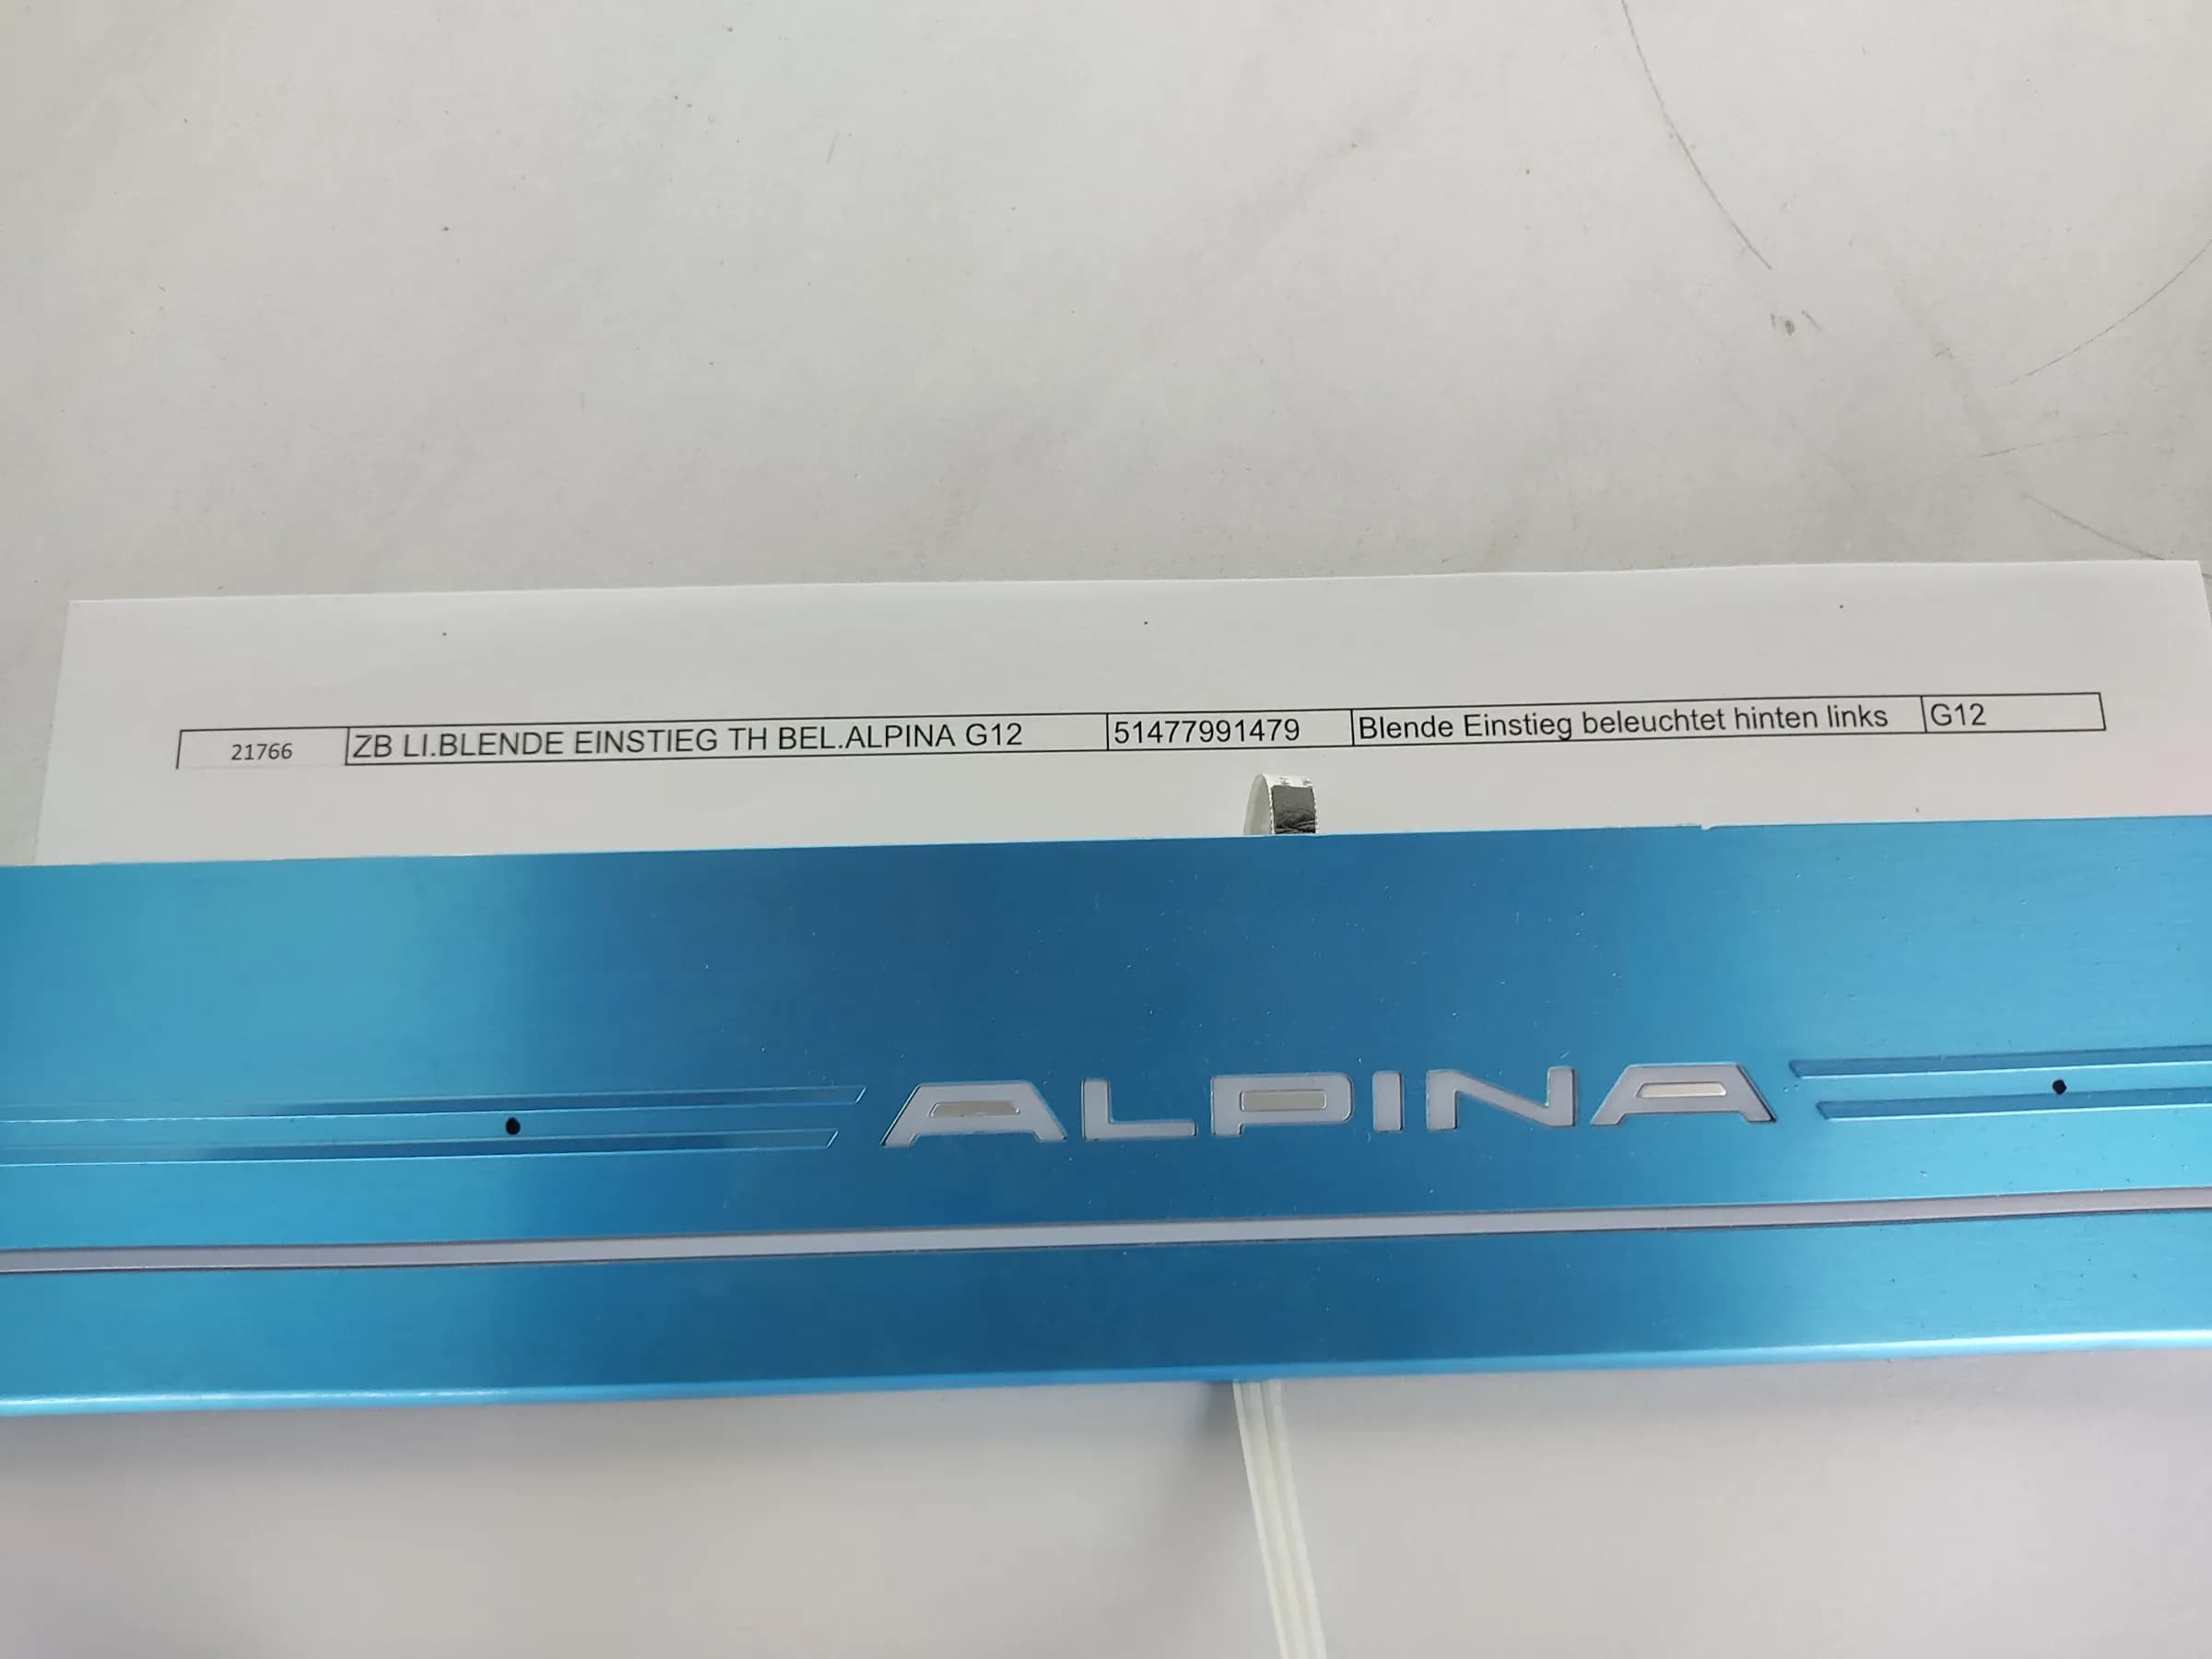 21766 ZB LI.BLENDE EINSTIEG TH BEL.ALPINA G12 51477991479 Blende Einstieg beleuchtet hinten links G12
ALPINA